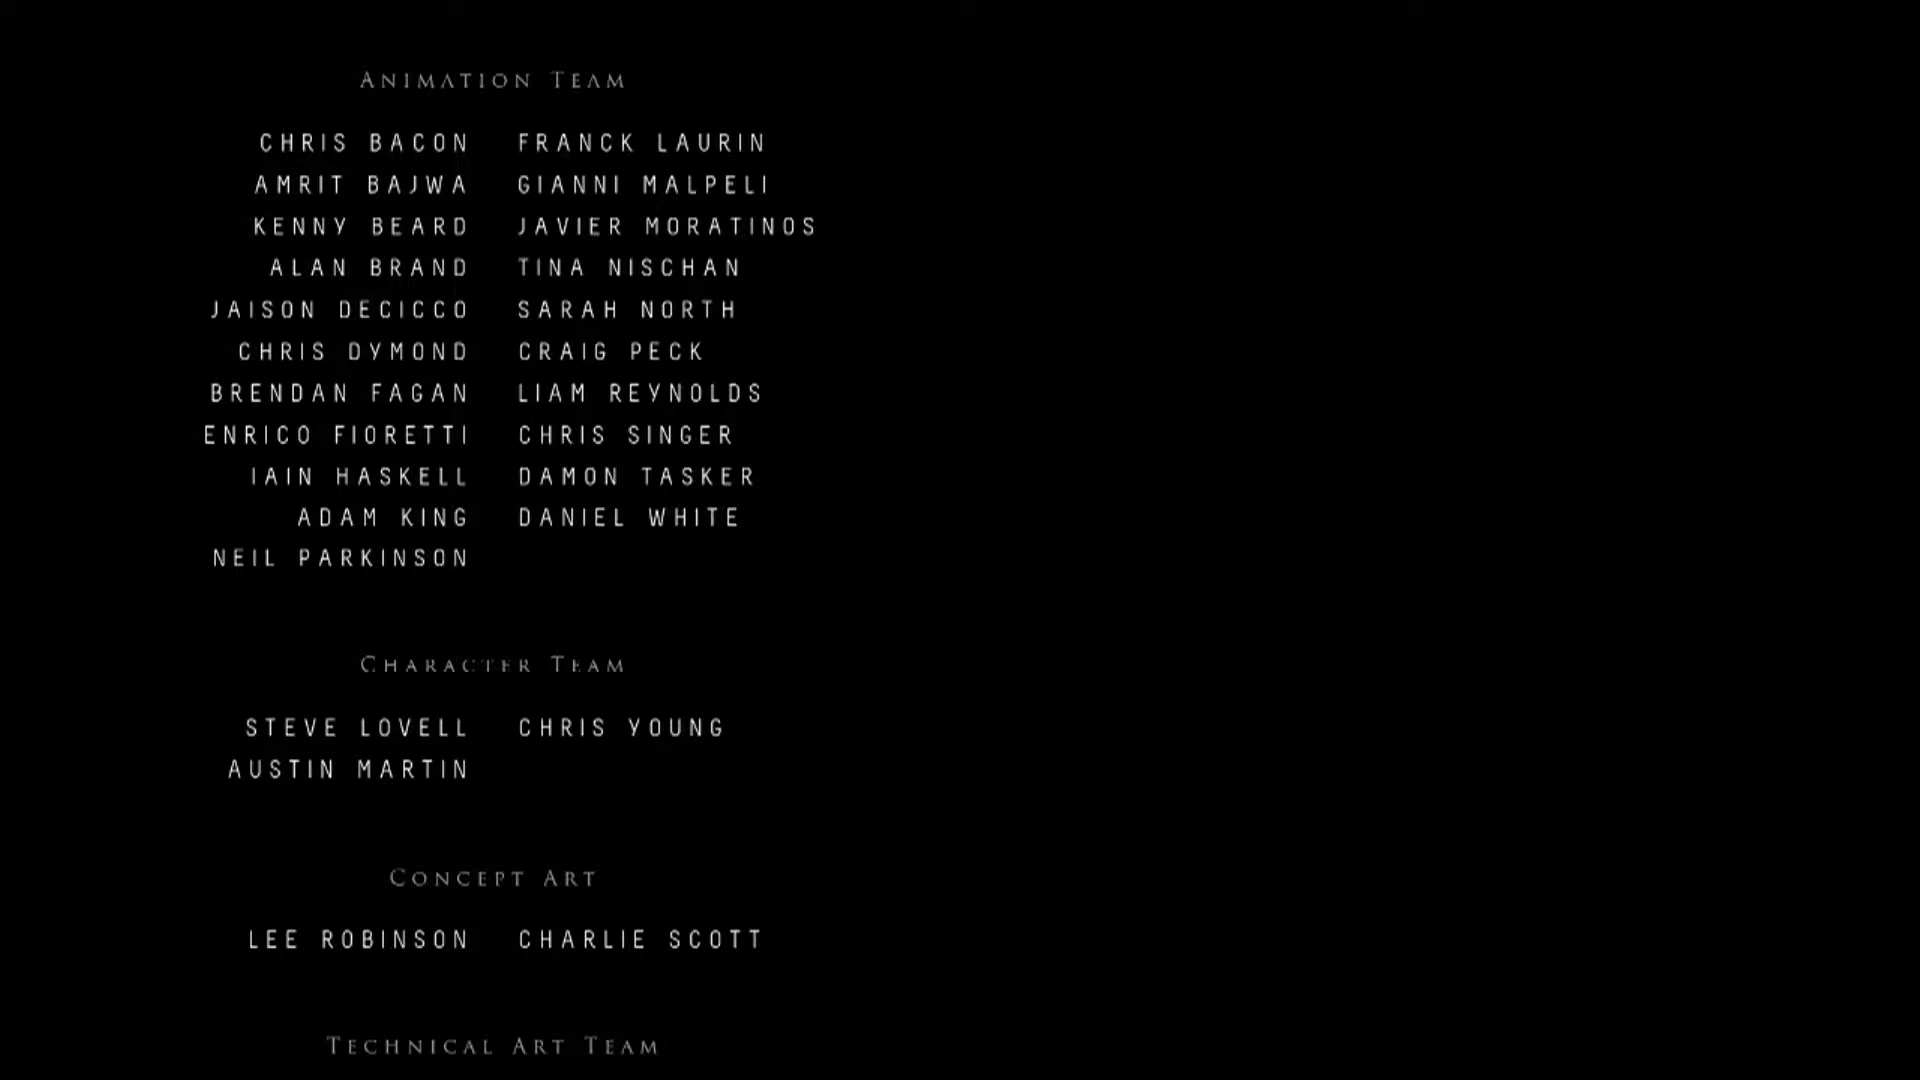 ANIMATION TEAM
CHRIS BACON FRANCK LAURIN
AMRIT BAJWA GIANNI MALPELI
KENNY BEARD JAVIER MORATINOS
ALAN BRAND TINA NISCHAN
JAISON DECICCO SARAH NORTH
CHRIS DYMOND CRAIG PECK
BRENDAN FAGAN LIAM REYNOLDS
ENRICO FIORETTI CHRIS SINGER
IAIN HASKELL DAMON TASKER
ADAM KING DANIEL WHITE
NEIL PARKINSON
CHARACTER TEAM
STEVE LOVELL CHRIS YOUNG
AUSTIN MARTIN
CONCEPT ART
LEE ROBINSON CHARLIE SCOTT
TECHNICAL ART TEAM